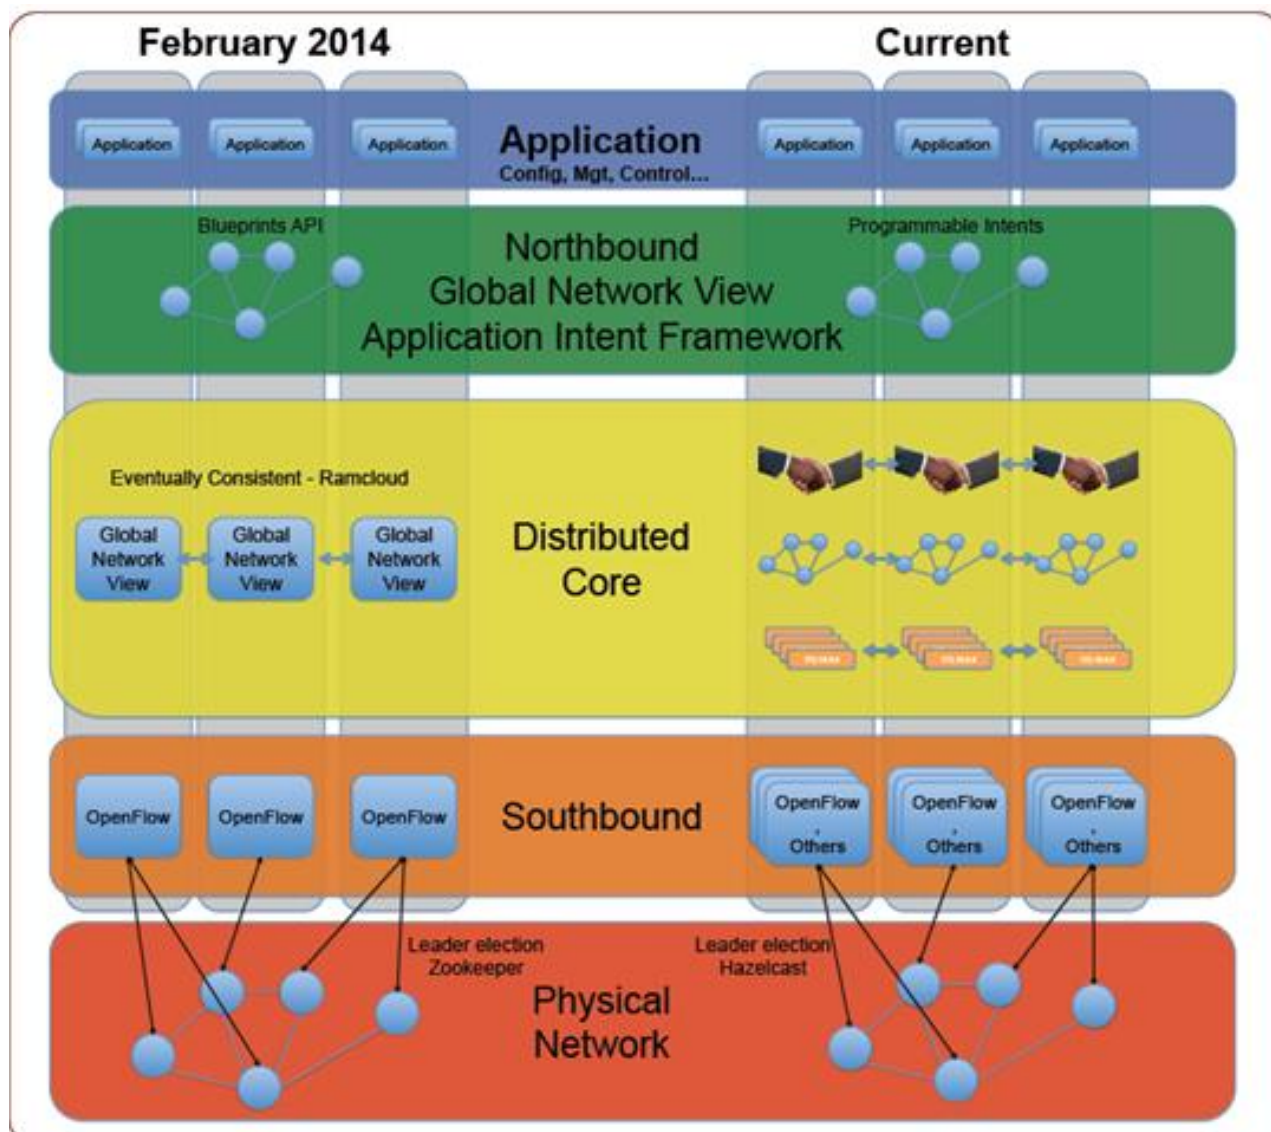 February 2014
Current
Application
Application
Application
Application
Config, Mgt, Control...
Application
Application
Application
Blueprints API
Programmable Intents
Northbound
Global Network View
Application Intent Framework
Eventually Consistent - Ramcloud
Global
Network
View
Global
Network
View
Global
Network
View
Distributed
Core
OpenFlow
OpenFlow
OpenFlow
Southbound
OpenFlow
,
Others
OpenFlow
,
Others
OpenFlow
,
Others
Leader election
Zookeeper
Leader election
Hazelcast
Physical
Network